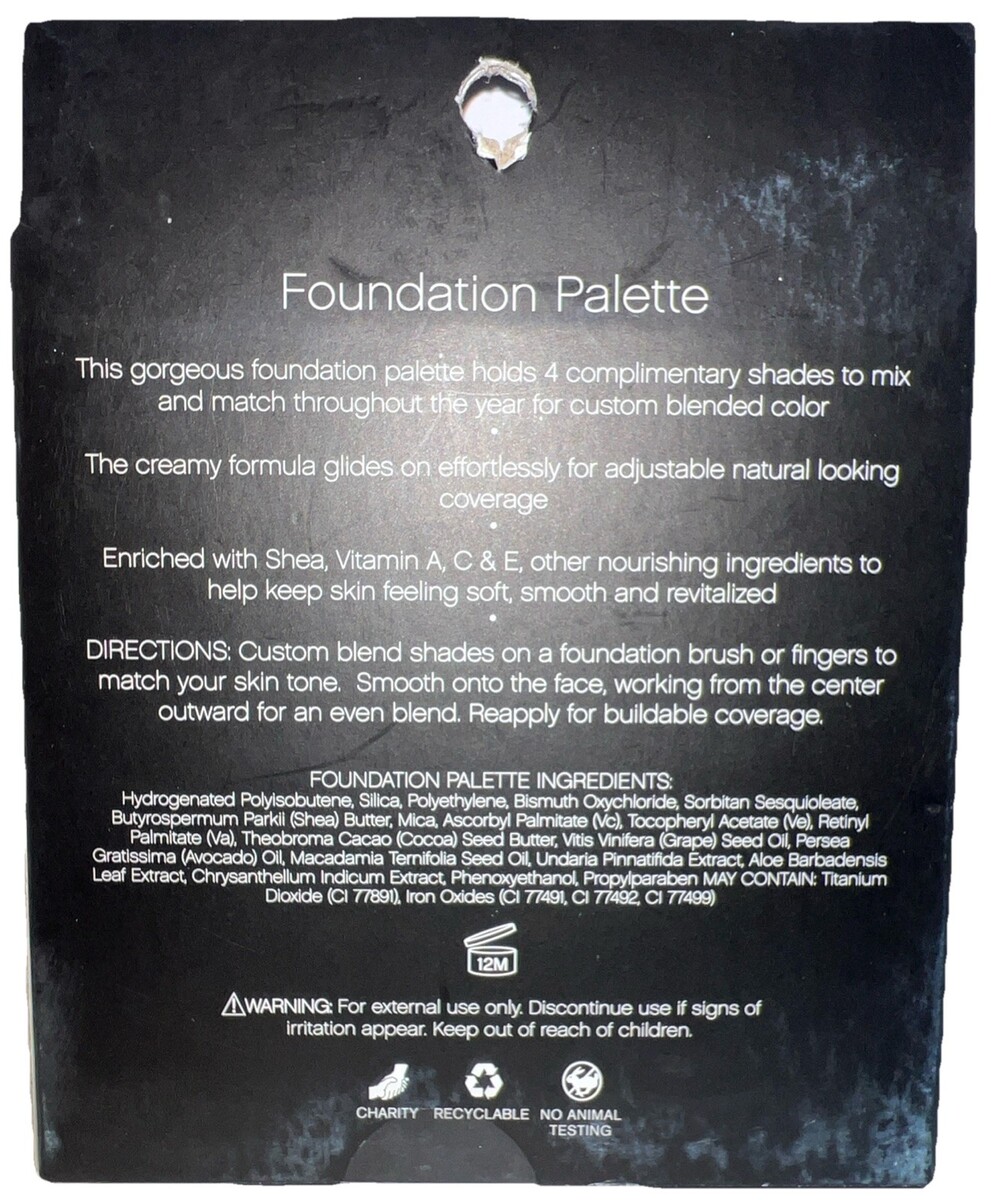 Foundation Palette
This gorgeous foundation palette holds 4 complimentary shades to mix
and match throughout the year for custom blended color
•
The creamy formula glides on effortlessly for adjustable natural looking
coverage
•
Enriched with Shea, Vitamin A, C & E, other nourishing ingredients to
help keep skin feeling soft, smooth and revitalized
•
DIRECTIONS: Custom blend shades on a foundation brush or fingers to
match your skin tone. Smooth onto the face, working from the center
outward for an even blend. Reapply for buildable coverage.
FOUNDATION PALETTE INGREDIENTS:
Hydrogenated Polyisobutene, Silica, Polyethylene, Bismuth Oxychloride, Sorbitan Sesquioleate,
Butyrospermum Parkii (Shea) Butter, Mica, Ascorbyl Palmitate (Vc), Tocopheryl Acetate (Ve), Retinyl
Palmitate (Va), Theobroma Cacao (Cocoa) Seed Butter, Vitis Vinifera (Grape) Seed Oil, Persea
Gratissima (Avocado) Oil, Macadamia Ternifolia Seed Oil, Undaria Pinnatifida Extract, Aloe Barbadensis
Leaf Extract, Chrysanthellum Indicum Extract, Phenoxyethanol, Propylparaben MAY CONTAIN: Titanium
Dioxide (CI 77891), Iron Oxides (CI 77491, CI 77492, CI 77499)
12M
⚠WARNING: For external use only. Discontinue use if signs of
irritation appear. Keep out of reach of children.
CHARITY RECYCLABLE NO ANIMAL
TESTING